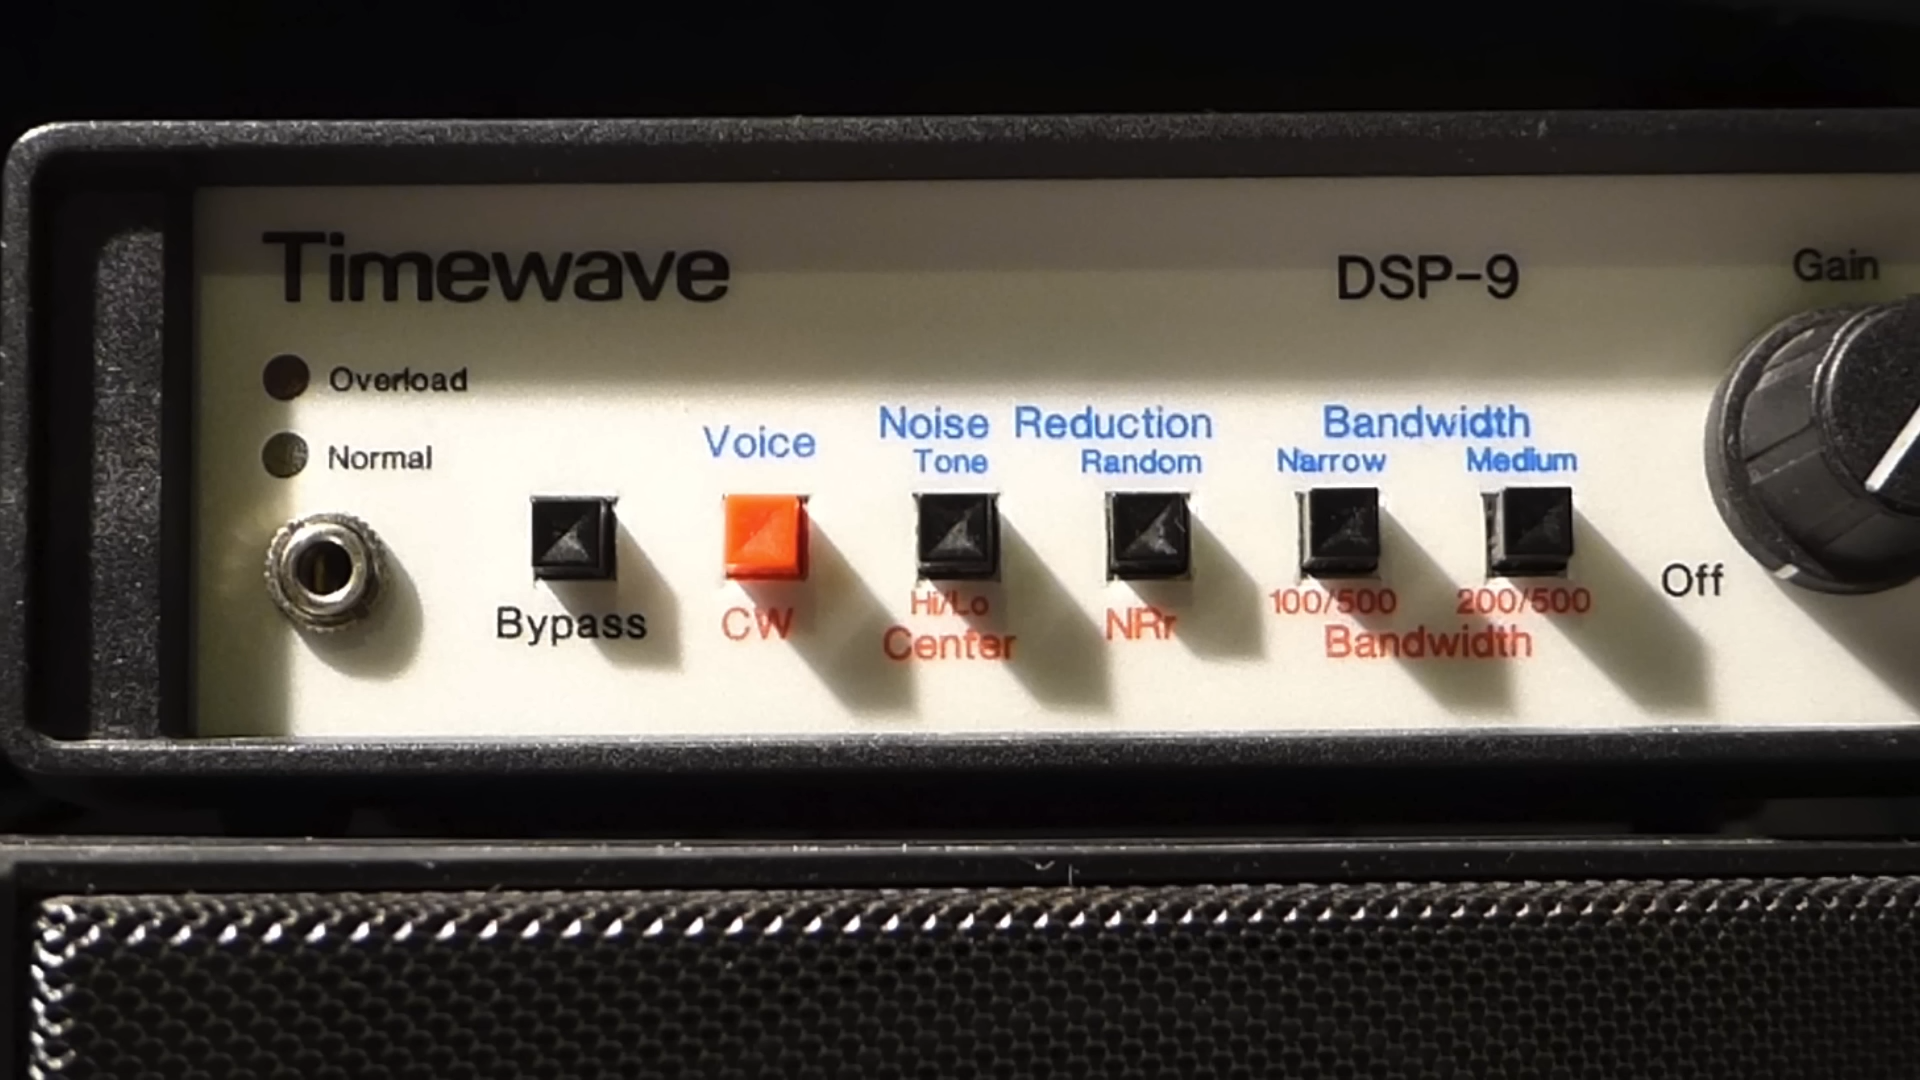 Timewave
DSP-9
Gain
Overload
Normal
Voice
Noise Reduction
Tone Random
Bandwidth
Narrow Medium
Off
Bypass
CW
Hi/Lo
Center
NRr
100/500 200/500
Bandwidth